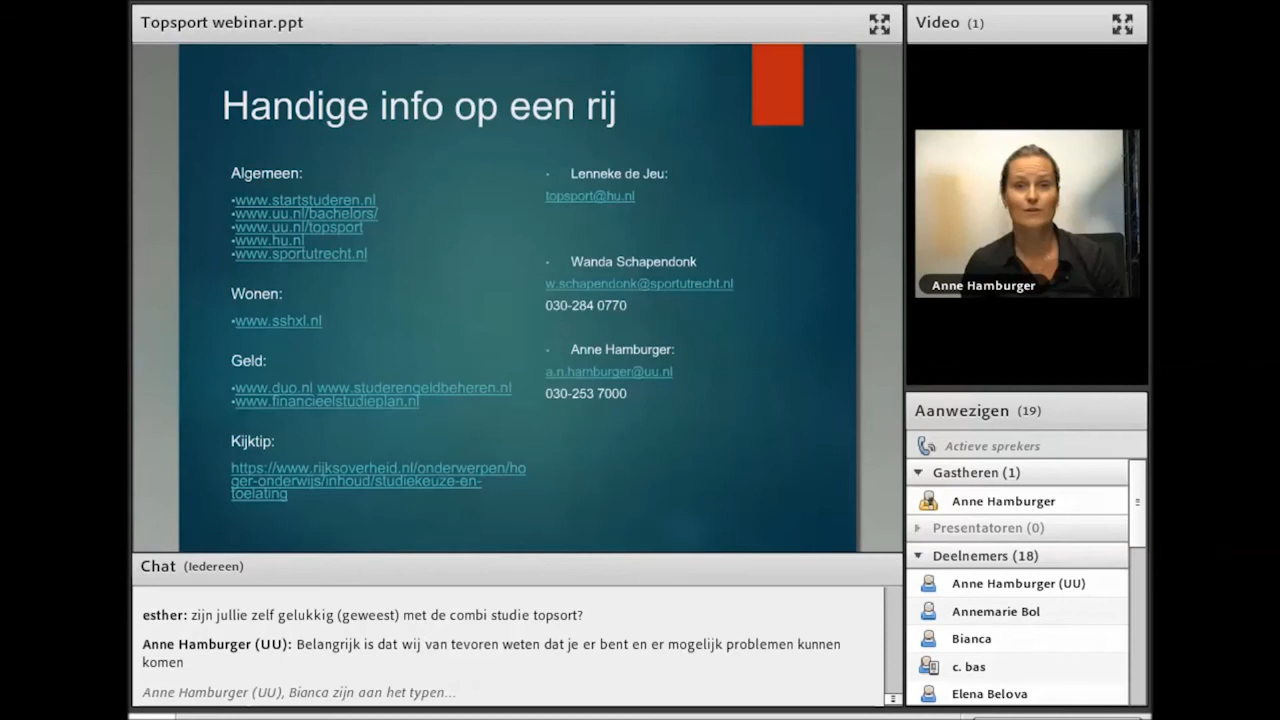 Topsport webinar.ppt
Handige info op een rij
Algemeen:
•www.startstuderen.nl
•www.uu.nl/bachelors/
•www.uu.nl/topsport
•www.hu.nl
•www.sportutrecht.nl
Wonen:
•www.sshxl.nl
Geld:
•www.duo.nl www.studerengeldbeheren.nl
•www.financieelstudieplan.nl
Kijktip:
https://www.rijksoverheid.nl/onderwerpen/ho
ger-onderwijs/inhoud/studiekeuze-en-
toelating
- Lenneke de Jeu:
topsport@hu.nl
- Wanda Schapendonk
w.schapendonk@sportutrecht.nl
030-284 0770
- Anne Hamburger:
a.n.hamburger@uu.nl
030-253 7000
Chat (Iedereen)
esther: zijn jullie zelf gelukkig (geweest) met de combi studie topsort?
Anne Hamburger (UU): Belangrijk is dat wij van tevoren weten dat je er bent en er mogelijk problemen kunnen
komen
Anne Hamburger (UU), Bianca zijn aan het typen...
Video (1)
Anne Hamburger
Aanwezigen (19)
Actieve sprekers
Gastheren (1)
Anne Hamburger
Presentatoren (0)
Deelnemers (18)
Anne Hamburger (UU)
Annemarie Bol
Bianca
c. bas
Elena Belova